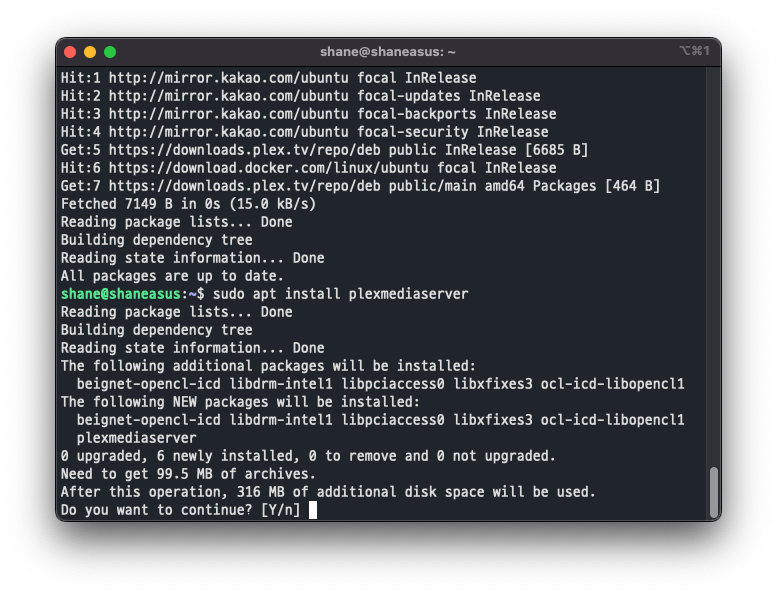 shane@shaneasus: ~
⌥⌘1
Hit:1 http://mirror.kakao.com/ubuntu focal InRelease
Hit:2 http://mirror.kakao.com/ubuntu focal-updates InRelease
Hit:3 http://mirror.kakao.com/ubuntu focal-backports InRelease
Hit:4 http://mirror.kakao.com/ubuntu focal-security InRelease
Get:5 https://downloads.plex.tv/repo/deb public InRelease [6685 B]
Hit:6 https://download.docker.com/linux/ubuntu focal InRelease
Get:7 https://downloads.plex.tv/repo/deb public/main amd64 Packages [464 B]
Fetched 7149 B in 0s (15.0 kB/s)
Reading package lists... Done
Building dependency tree
Reading state information... Done
All packages are up to date.
shane@shaneasus:~$ sudo apt install plexmediaserver
Reading package lists... Done
Building dependency tree
Reading state information... Done
The following additional packages will be installed:
  beignet-opencl-icd libdrm-intel1 libpciaccess0 libxfixes3 ocl-icd-libopencl1
The following NEW packages will be installed:
  beignet-opencl-icd libdrm-intel1 libpciaccess0 libxfixes3 ocl-icd-libopencl1
  plexmediaserver
0 upgraded, 6 newly installed, 0 to remove and 0 not upgraded.
Need to get 99.5 MB of archives.
After this operation, 316 MB of additional disk space will be used.
Do you want to continue? [Y/n]